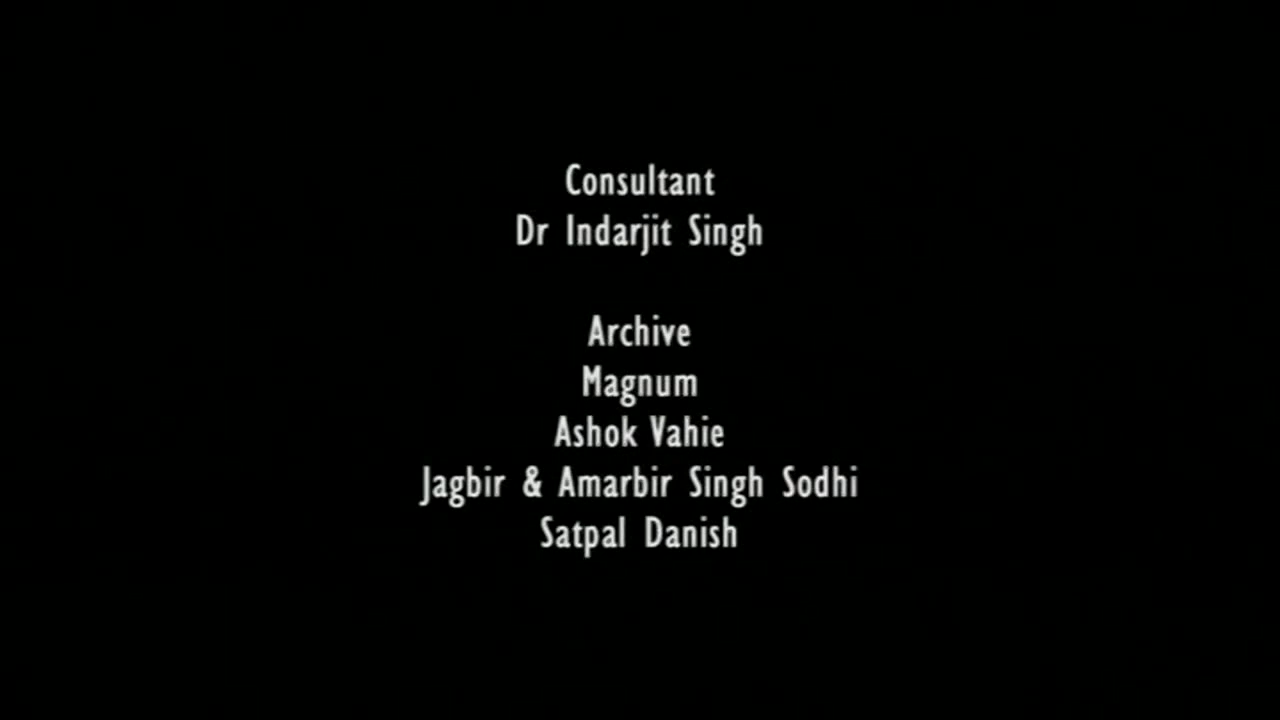 Consultant
Dr Indarjit Singh
Archive
Magnum
Ashok Vahie
Jagbir & Amarbir Singh Sodhi
Satpal Danish